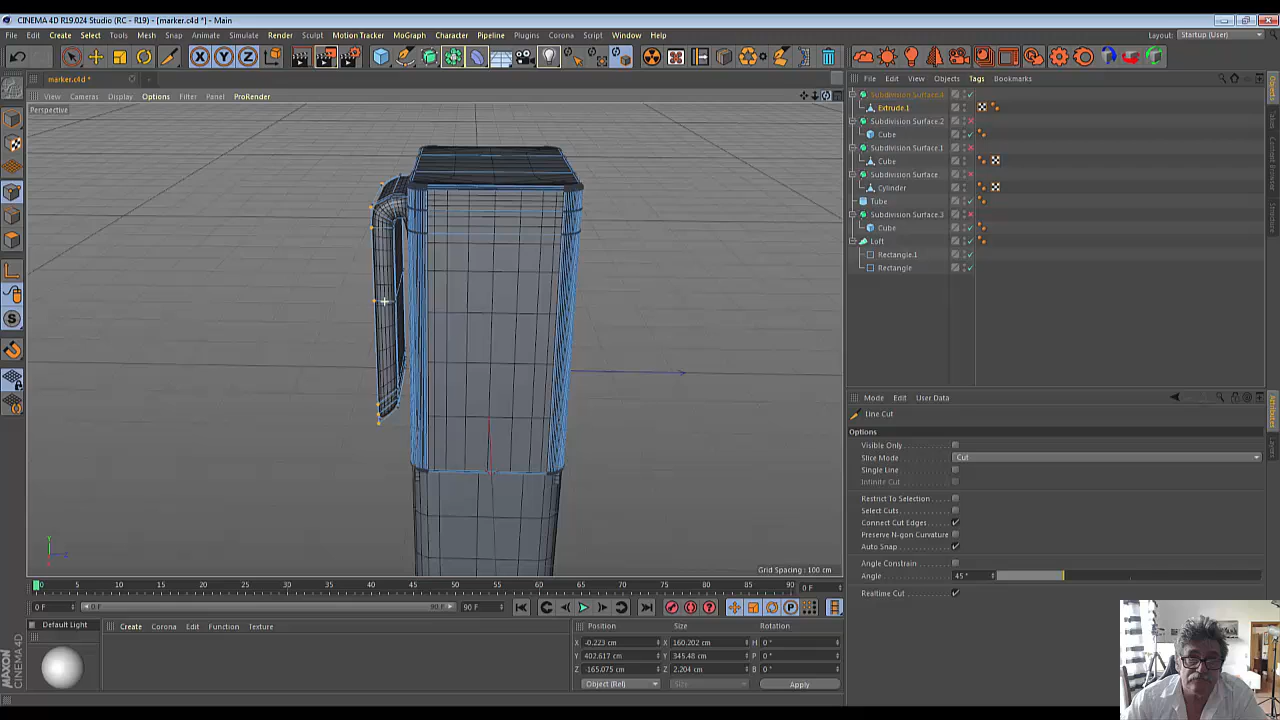 CINEMA 4D R19.024 Studio (RC - R19) - [marker.c4d *] - Main
File Edit Create Select Tools Mesh Snap Animate Simulate Render Sculpt Motion Tracker MoGraph Character Pipeline Plugins Corona Script Window Help
Layout: Startup (User)
X Y Z
marker.c4d *
File Edit View Objects Tags Bookmarks
View Cameras Display Options Filter Panel ProRender
Perspective
Subdivision Surface.4
Extrude.1
Subdivision Surface.2
Cube
Subdivision Surface.1
Cube
Subdivision Surface
Cylinder
Tube
Subdivision Surface.3
Cube
Loft
Rectangle.1
Rectangle
Mode Edit User Data
Line Cut
Options
Visible Only
Slice Mode Cut
Single Line
Infinite Cut
Restrict To Selection
Select Cuts
Connect Cut Edges
Preserve N-gon Curvature
Auto Snap
Angle Constrain
Angle 45 °
Realtime Cut
Grid Spacing : 100 cm
0 5 10 15 20 25 30 35 40 45 50 55 60 65 70 75 80 85 90 0 F
0 F 0 F 90 F 90 F
Default Light
Create Corona Edit Function Texture
Position Size Rotation
X -0.223 cm X 160.202 cm H 0 °
Y 402.617 cm Y 345.48 cm P 0 °
Z -165.075 cm Z 2.204 cm B 0 °
Object (Rel) Size Apply
MAXON CINEMA 4D